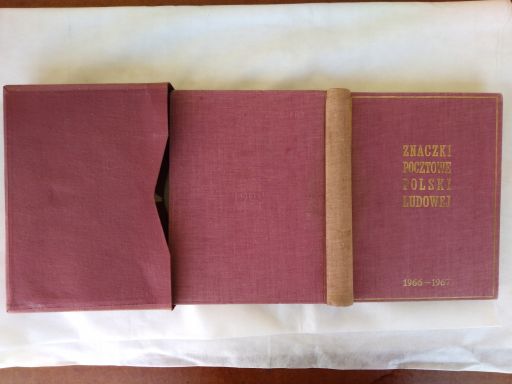 ZNACZKI
POCZTOWE
POLSKI
LUDOWEJ
1966-1967